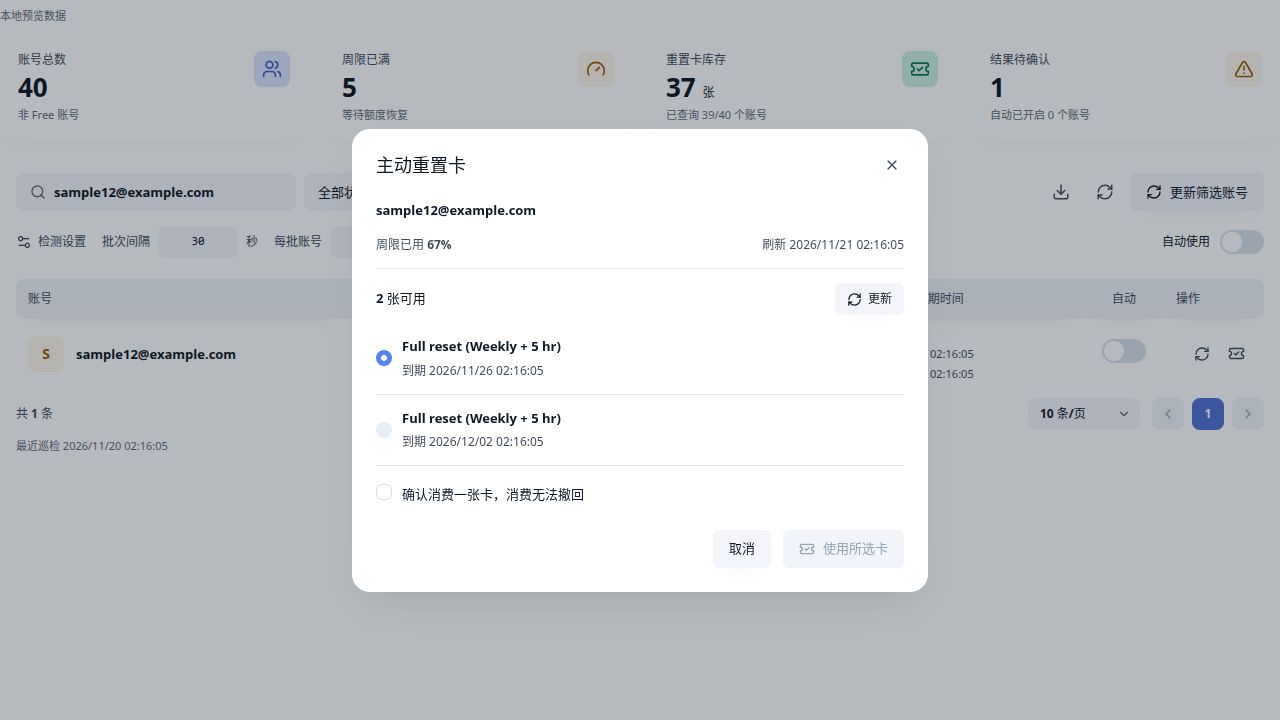 本地预览数据
账号总数
40
非 Free 账号
周限已满
5
等待额度恢复
重置卡库存
37 张
已查询 39/40 个账号
结果待确认
1
自动已开启 0 个账号
sample12@example.com
全部状
更新筛选账号
检测设置
批次间隔
30
秒
每批账号
自动使用
账号
期时间
自动
操作
S
sample12@example.com
02:16:05
02:16:05
共 1 条
10 条/页
1
最近巡检 2026/11/20 02:16:05
主动重置卡
sample12@example.com
周限已用 67%
刷新 2026/11/21 02:16:05
2 张可用
更新
Full reset (Weekly + 5 hr)
到期 2026/11/26 02:16:05
Full reset (Weekly + 5 hr)
到期 2026/12/02 02:16:05
确认消费一张卡，消费无法撤回
取消
使用所选卡